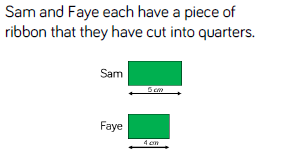 Sam and Faye each have a piece of
ribbon that they have cut into quarters.
Sam
5 cm
Faye
4 cm